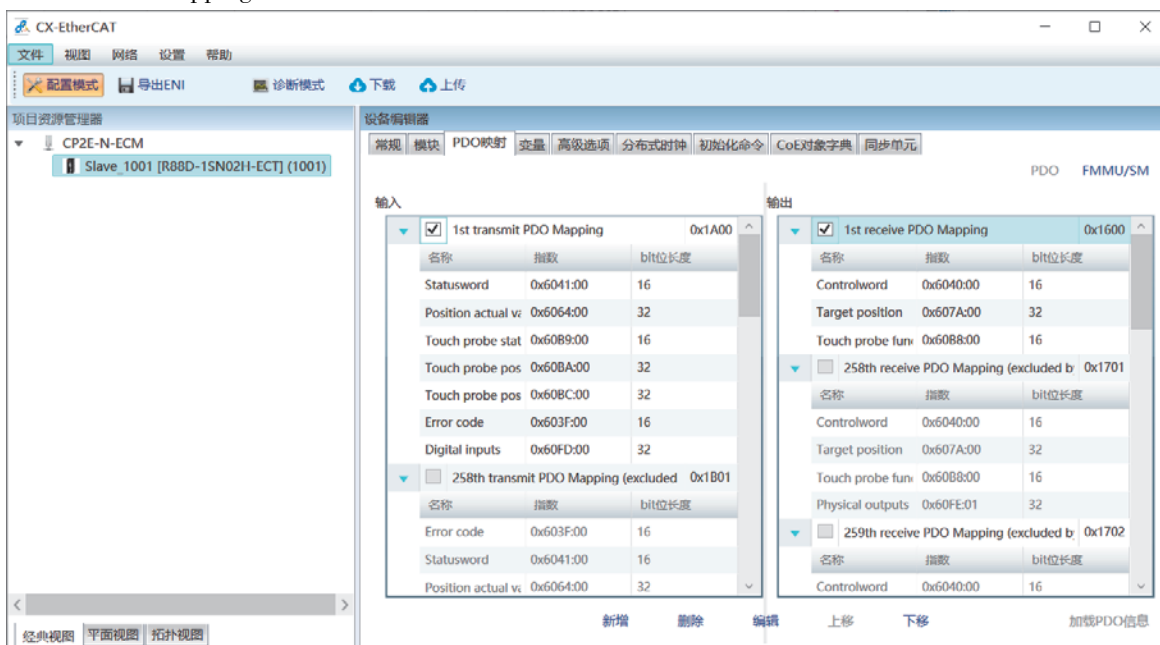 CX-EtherCAT
文件 视图 网络 设置 帮助
配置模式 导出ENI 诊断模式 下载 上传
项目资源管理器
CP2E-N-ECM
Slave_1001 [R88D-1SN02H-ECT] (1001)
经典视图 平面视图 拓扑视图
设备编辑器
常规 模块 PDO映射 变量 高级选项 分布式时钟 初始化命令 CoE对象字典 同步单元
PDO FMMU/SM
输入
1st transmit PDO Mapping 0x1A00
名称 指数 bit位长度
Statusword 0x6041:00 16
Position actual va 0x6064:00 32
Touch probe stat 0x60B9:00 16
Touch probe pos 0x60BA:00 32
Touch probe pos 0x60BC:00 32
Error code 0x603F:00 16
Digital inputs 0x60FD:00 32
258th transmit PDO Mapping (excluded 0x1B01
名称 指数 bit位长度
Error code 0x603F:00 16
Statusword 0x6041:00 16
Position actual va 0x6064:00 32
输出
1st receive PDO Mapping 0x1600
名称 指数 bit位长度
Controlword 0x6040:00 16
Target position 0x607A:00 32
Touch probe fun 0x60B8:00 16
258th receive PDO Mapping (excluded by 0x1701
名称 指数 bit位长度
Controlword 0x6040:00 16
Target position 0x607A:00 32
Touch probe fun 0x60B8:00 16
Physical outputs 0x60FE:01 32
259th receive PDO Mapping (excluded by 0x1702
名称 指数 bit位长度
Controlword 0x6040:00 16
新增 删除 编辑 上移 下移 加载PDO信息